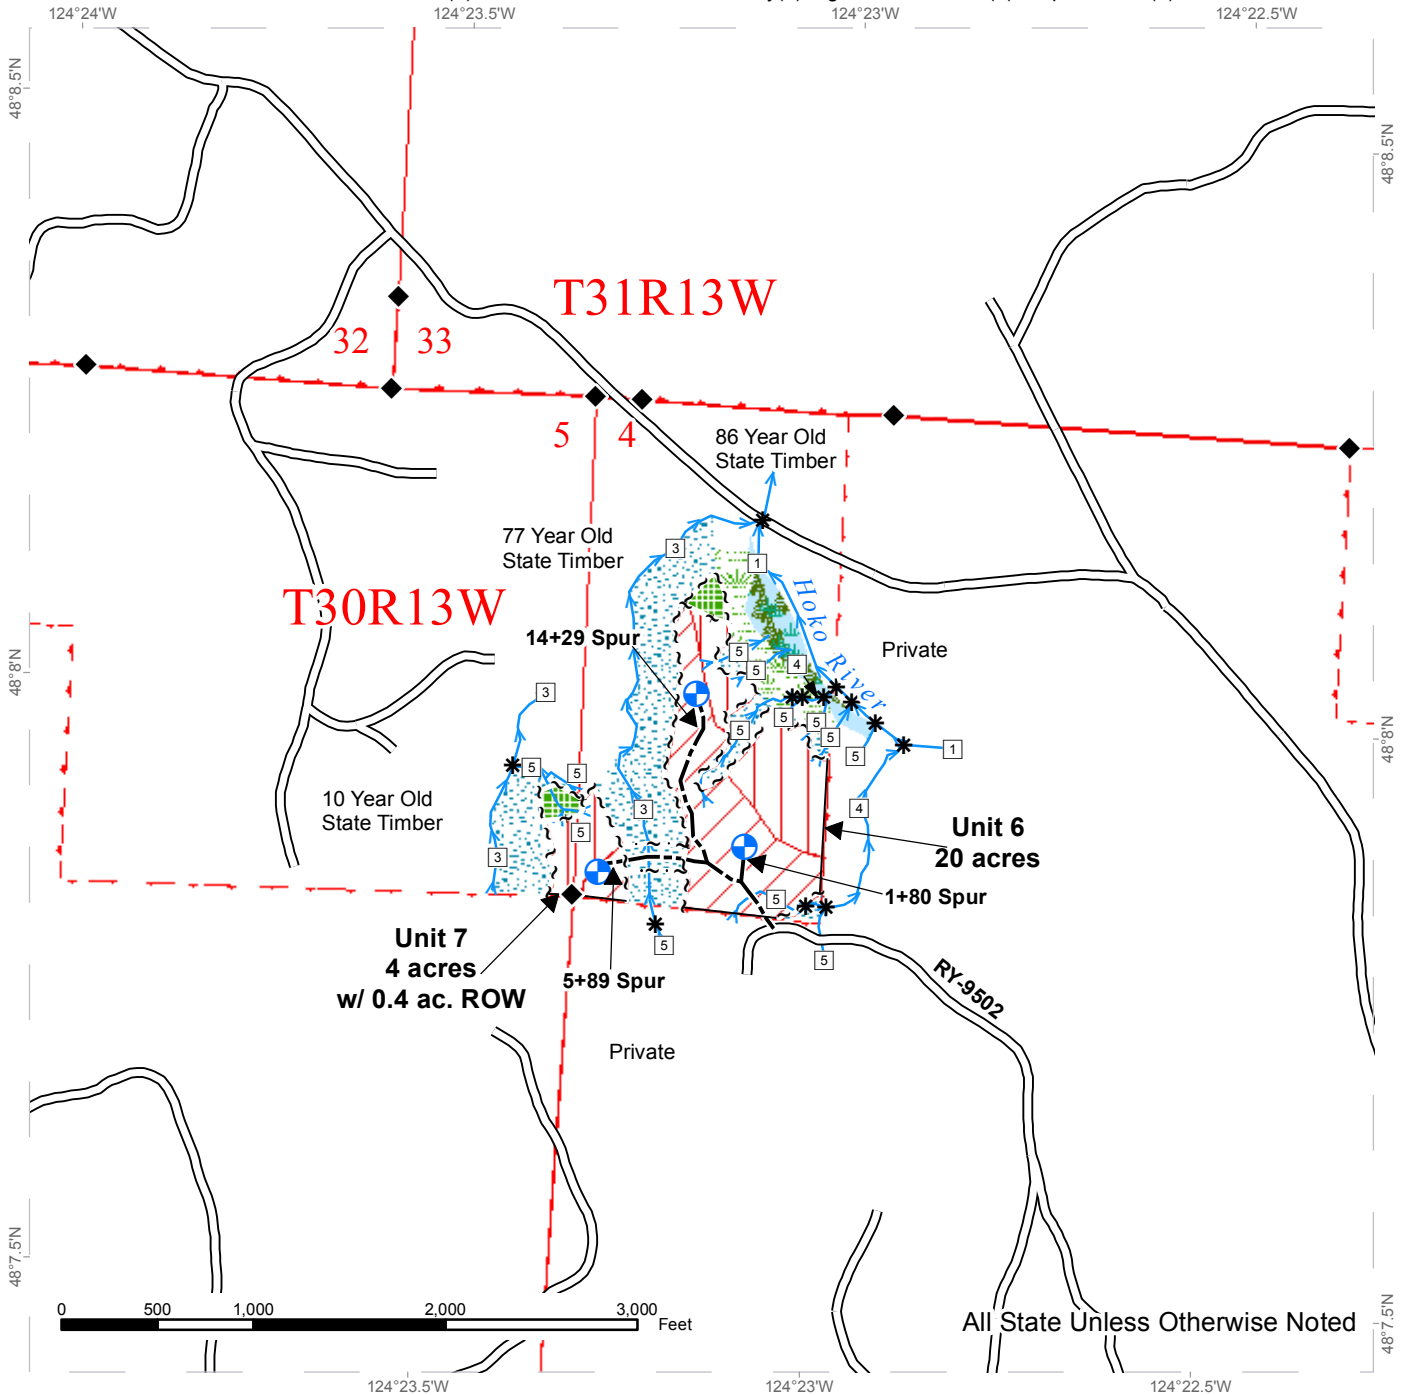 124°24'W
124°23.5'W
124°23'W
124°22.5'W
48°8.5'N
48°8.5'N
T31R13W
32
33
5
4
86 Year Old
State Timber
77 Year Old
State Timber
3
1
T30R13W
Hoko River
14+29 Spur
Private
48°8'N
48°8'N
5
4
5
3
5
5
5
5
5
1
5
5
10 Year Old
State Timber
3
4
5
Unit 6
20 acres
3
1+80 Spur
5
Unit 7
4 acres
w/ 0.4 ac. ROW
5
5
5+89 Spur
RY-9502
Private
48°7.5'N
48°7.5'N
0
500
1,000
2,000
3,000
Feet
All State Unless Otherwise Noted
124°23.5'W
124°23'W
124°22.5'W